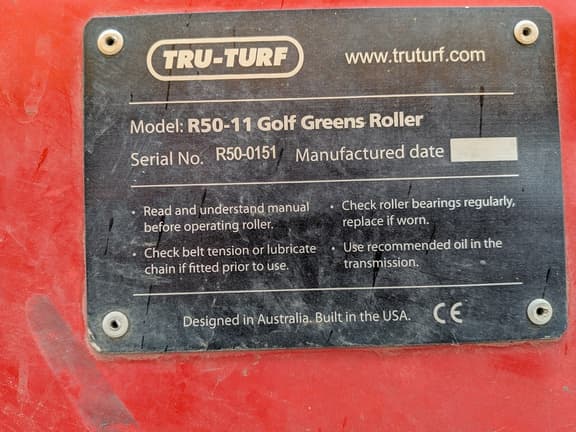 TRU-TURF
www.truturf.com
Model: R50-11 Golf Greens Roller
Serial No. R50-0151 Manufactured date
• Read and understand manual
before operating roller.
• Check belt tension or lubricate
chain if fitted prior to use.
• Check roller bearings regularly,
replace if worn.
• Use recommended oil in the
transmission.
Designed in Australia. Built in the USA. CE